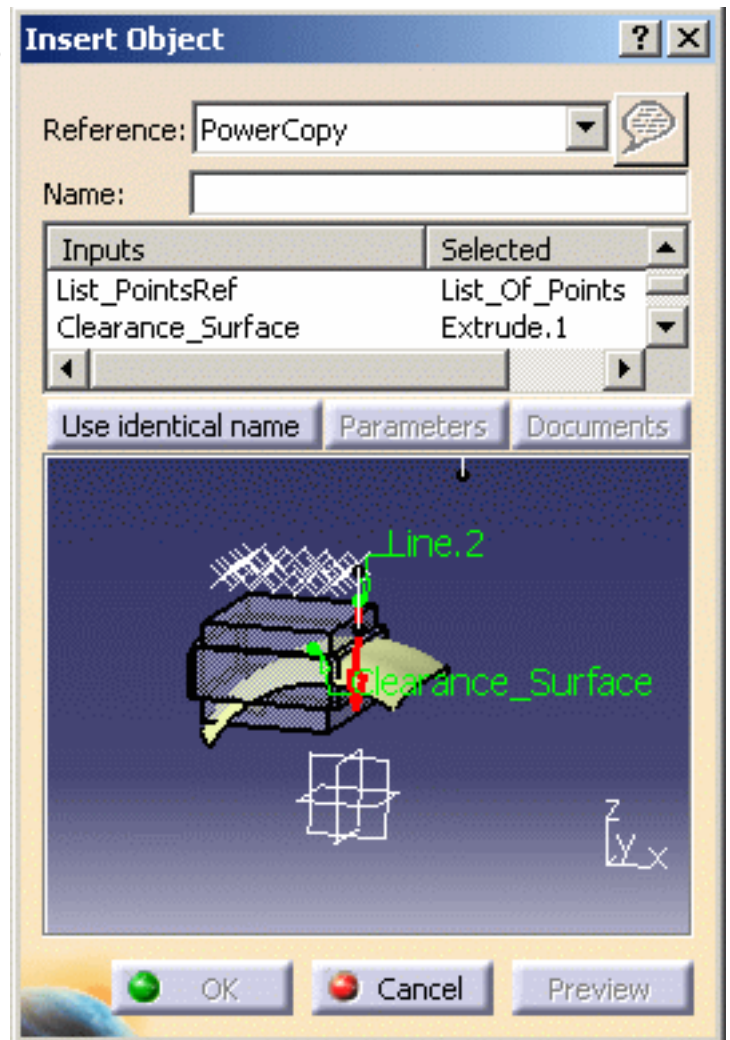 Insert Object
Reference: PowerCopy
Name:
Inputs Selected
List_PointsRef List_Of_Points
Clearance_Surface Extrude.1
Use identical name Parameters Documents
Line.2
Clearance_Surface
z
y x
OK Cancel Preview